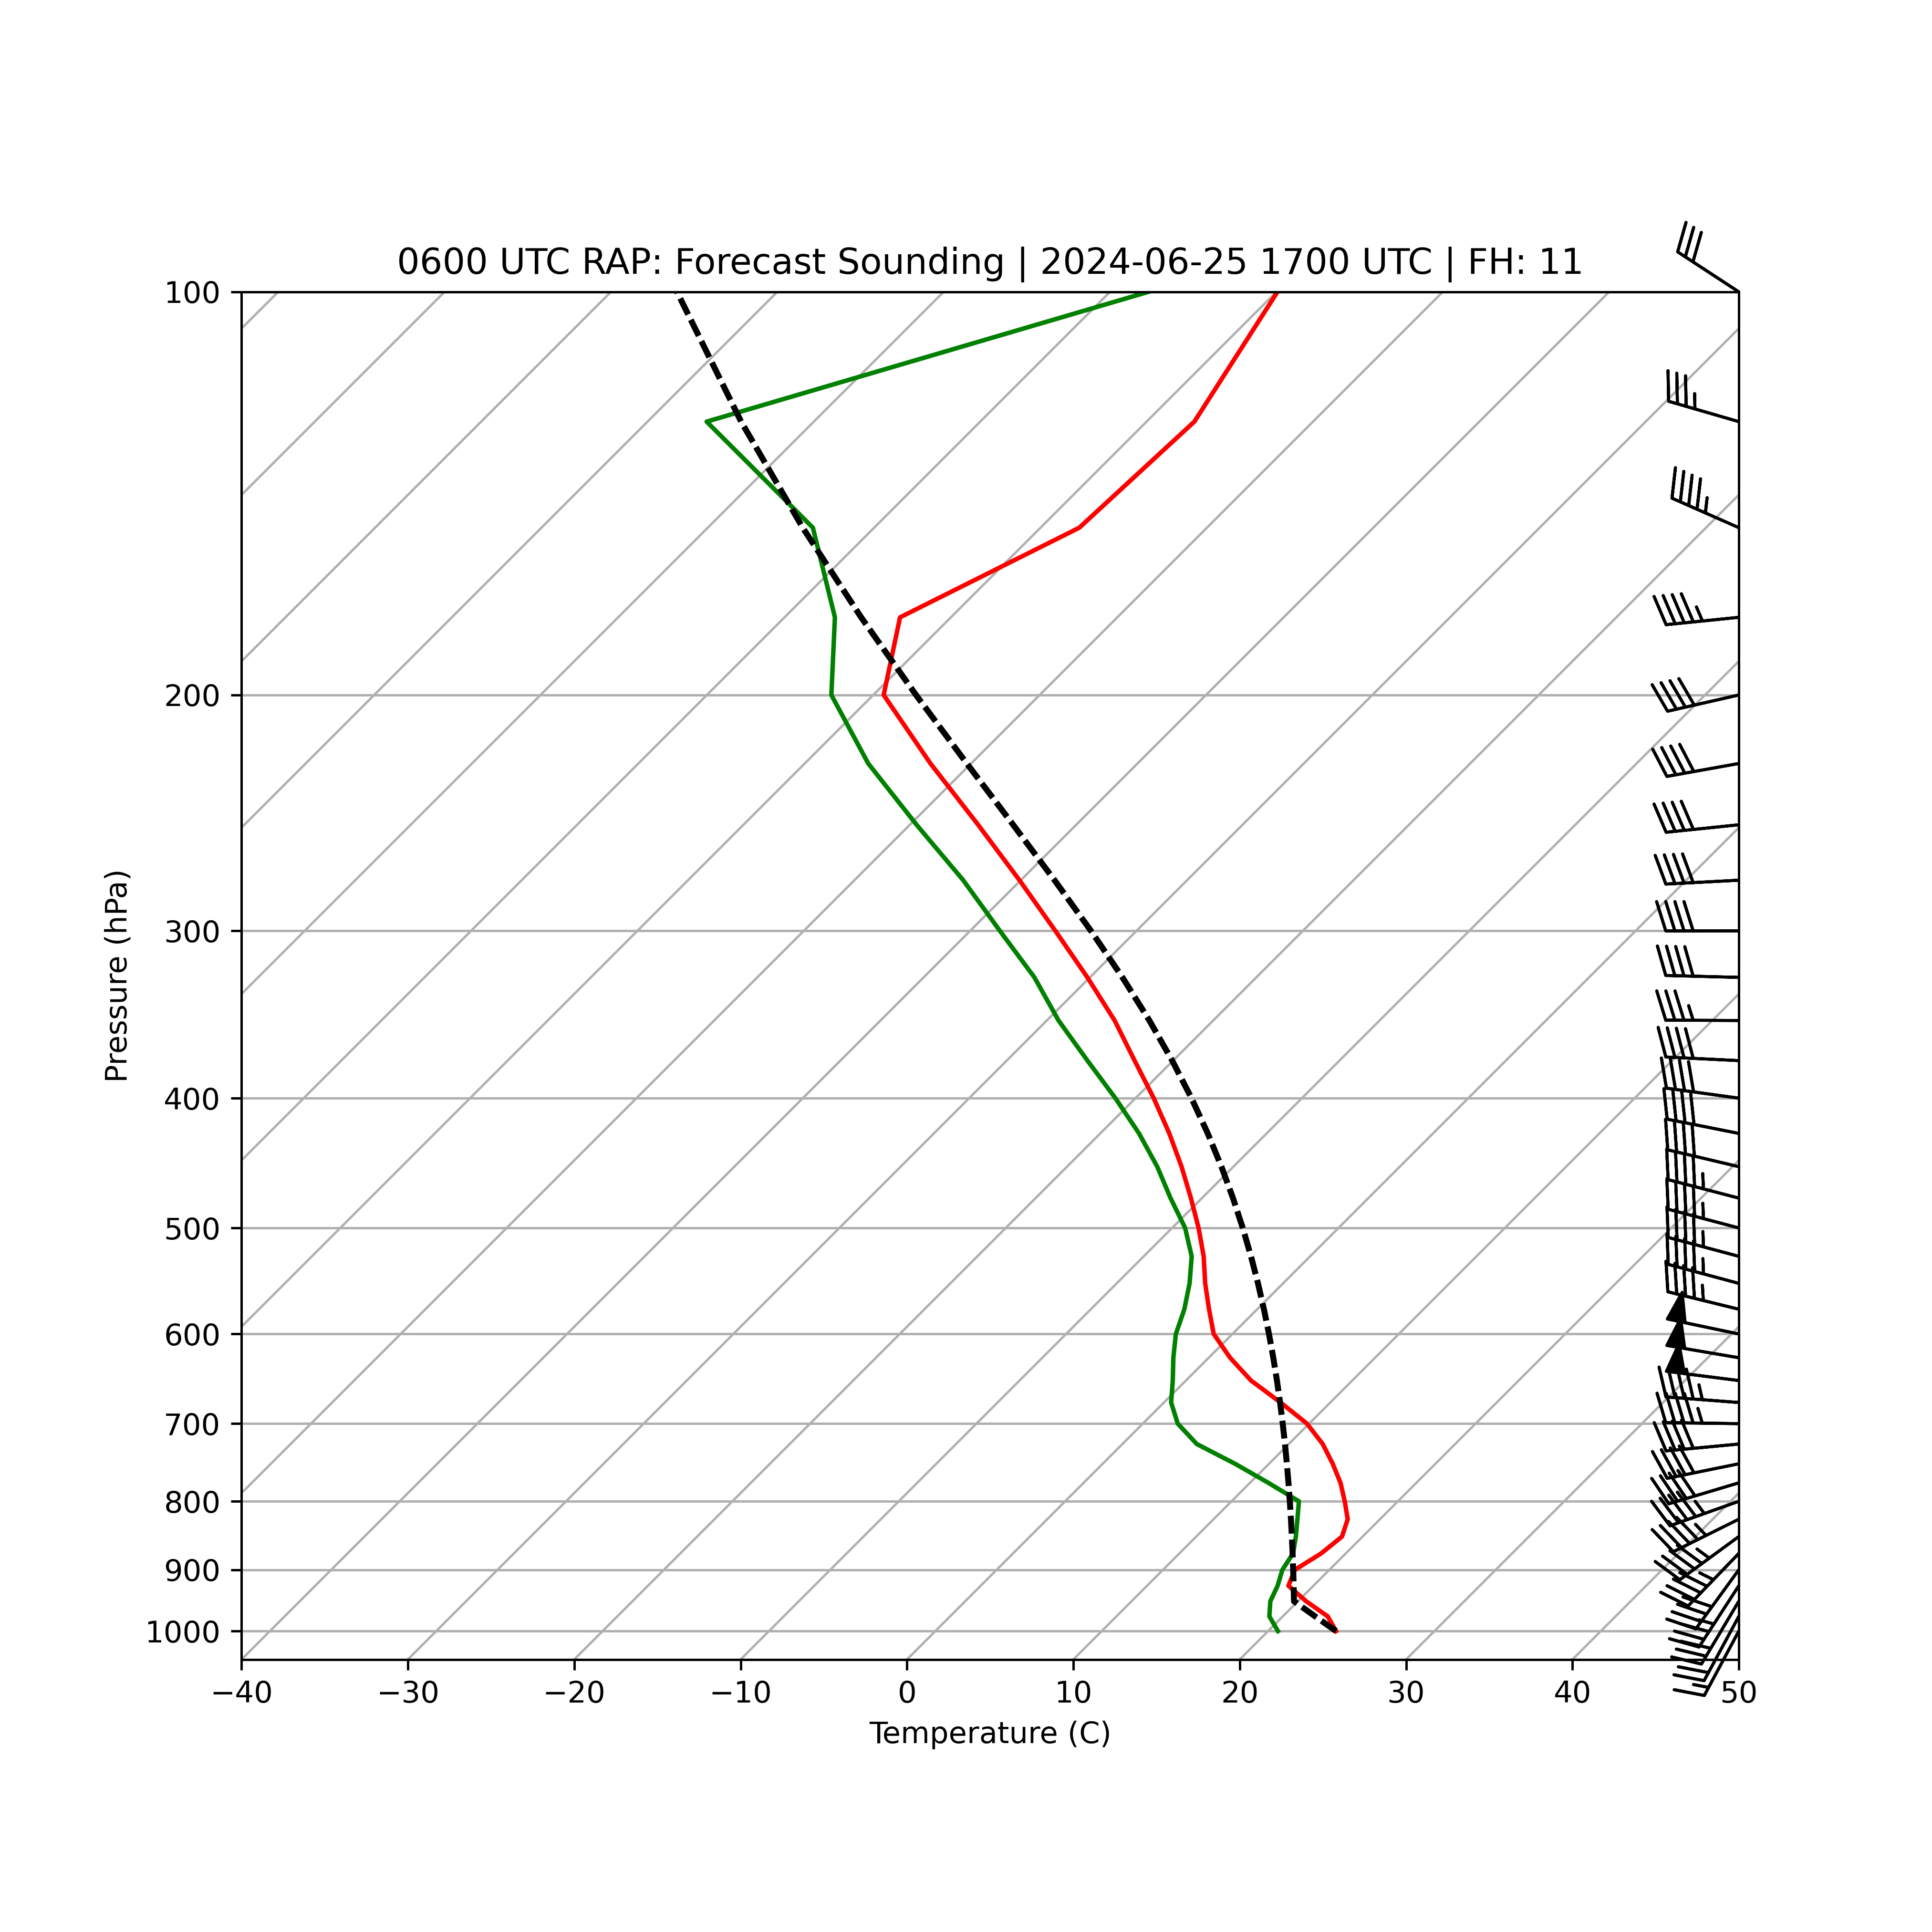 0600 UTC RAP: Forecast Sounding | 2024-06-25 1700 UTC | FH: 11
100
200
300
400
500
600
700
800
900
1000
Pressure (hPa)
−40 −30 −20 −10 0 10 20 30 40 50
Temperature (C)